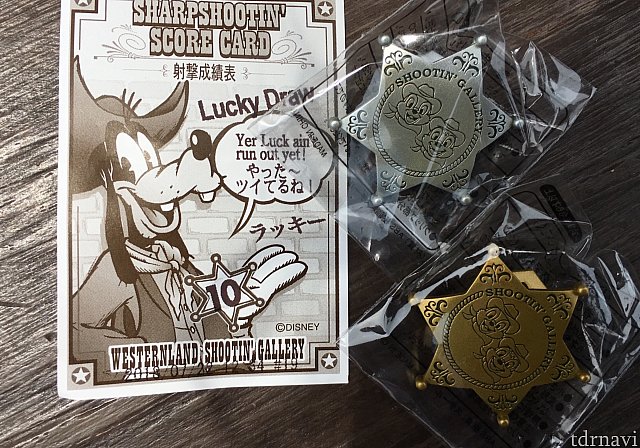 SHARPSHOOTIN'
SCORE CARD
射撃成績表
Lucky Draw
Yer Luck ain'
run out yet!
やった～
ツイてるね!
ラッキー
10
©DISNEY
WESTERNLAND SHOOTIN' GALLERY
SHOOTIN' GALLERY
SHOOTIN' GALLERY
tdrnavi